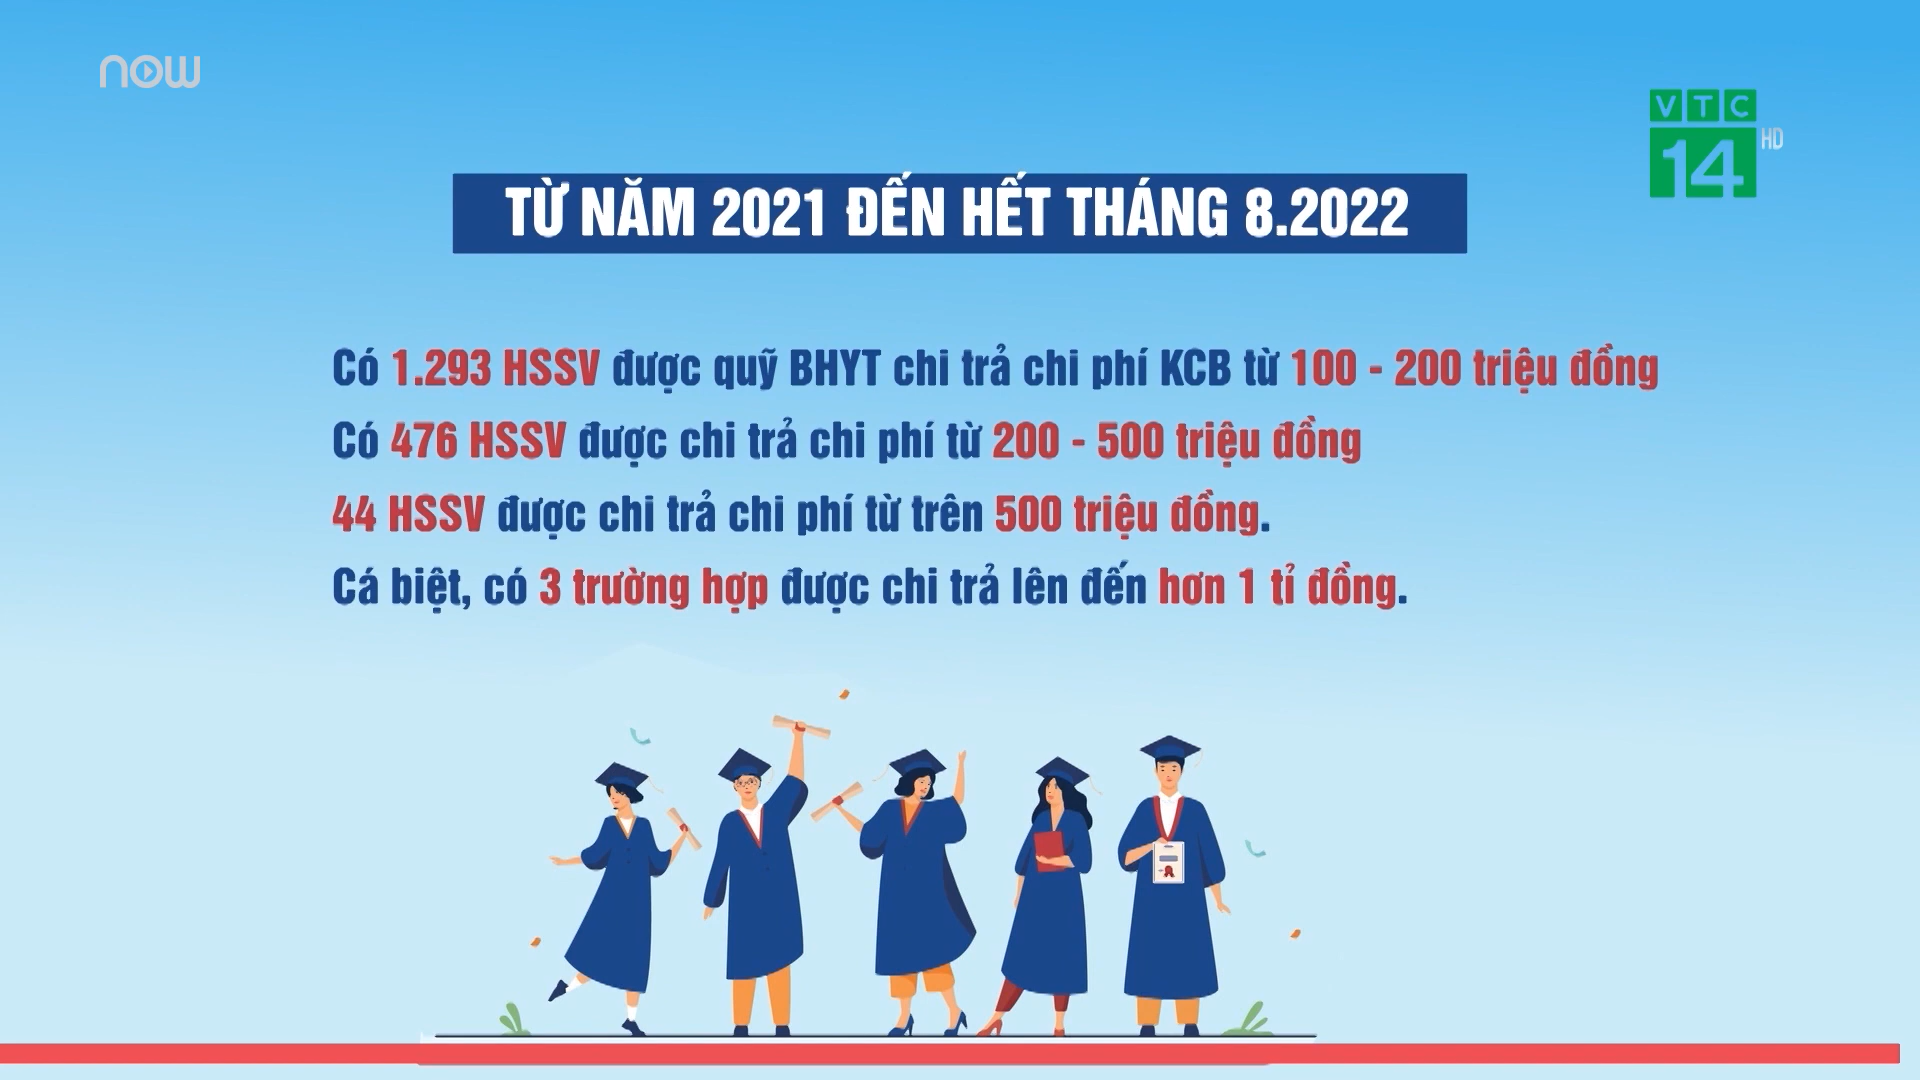 now
VTC
14 HD
TỪ NĂM 2021 ĐẾN HẾT THÁNG 8.2022
Có 1.293 HSSV được quỹ BHYT chi trả chi phí KCB từ 100 - 200 triệu đồng
Có 476 HSSV được chi trả chi phí từ 200 - 500 triệu đồng
44 HSSV được chi trả chi phí từ trên 500 triệu đồng.
Cá biệt, có 3 trường hợp được chi trả lên đến hơn 1 tỉ đồng.